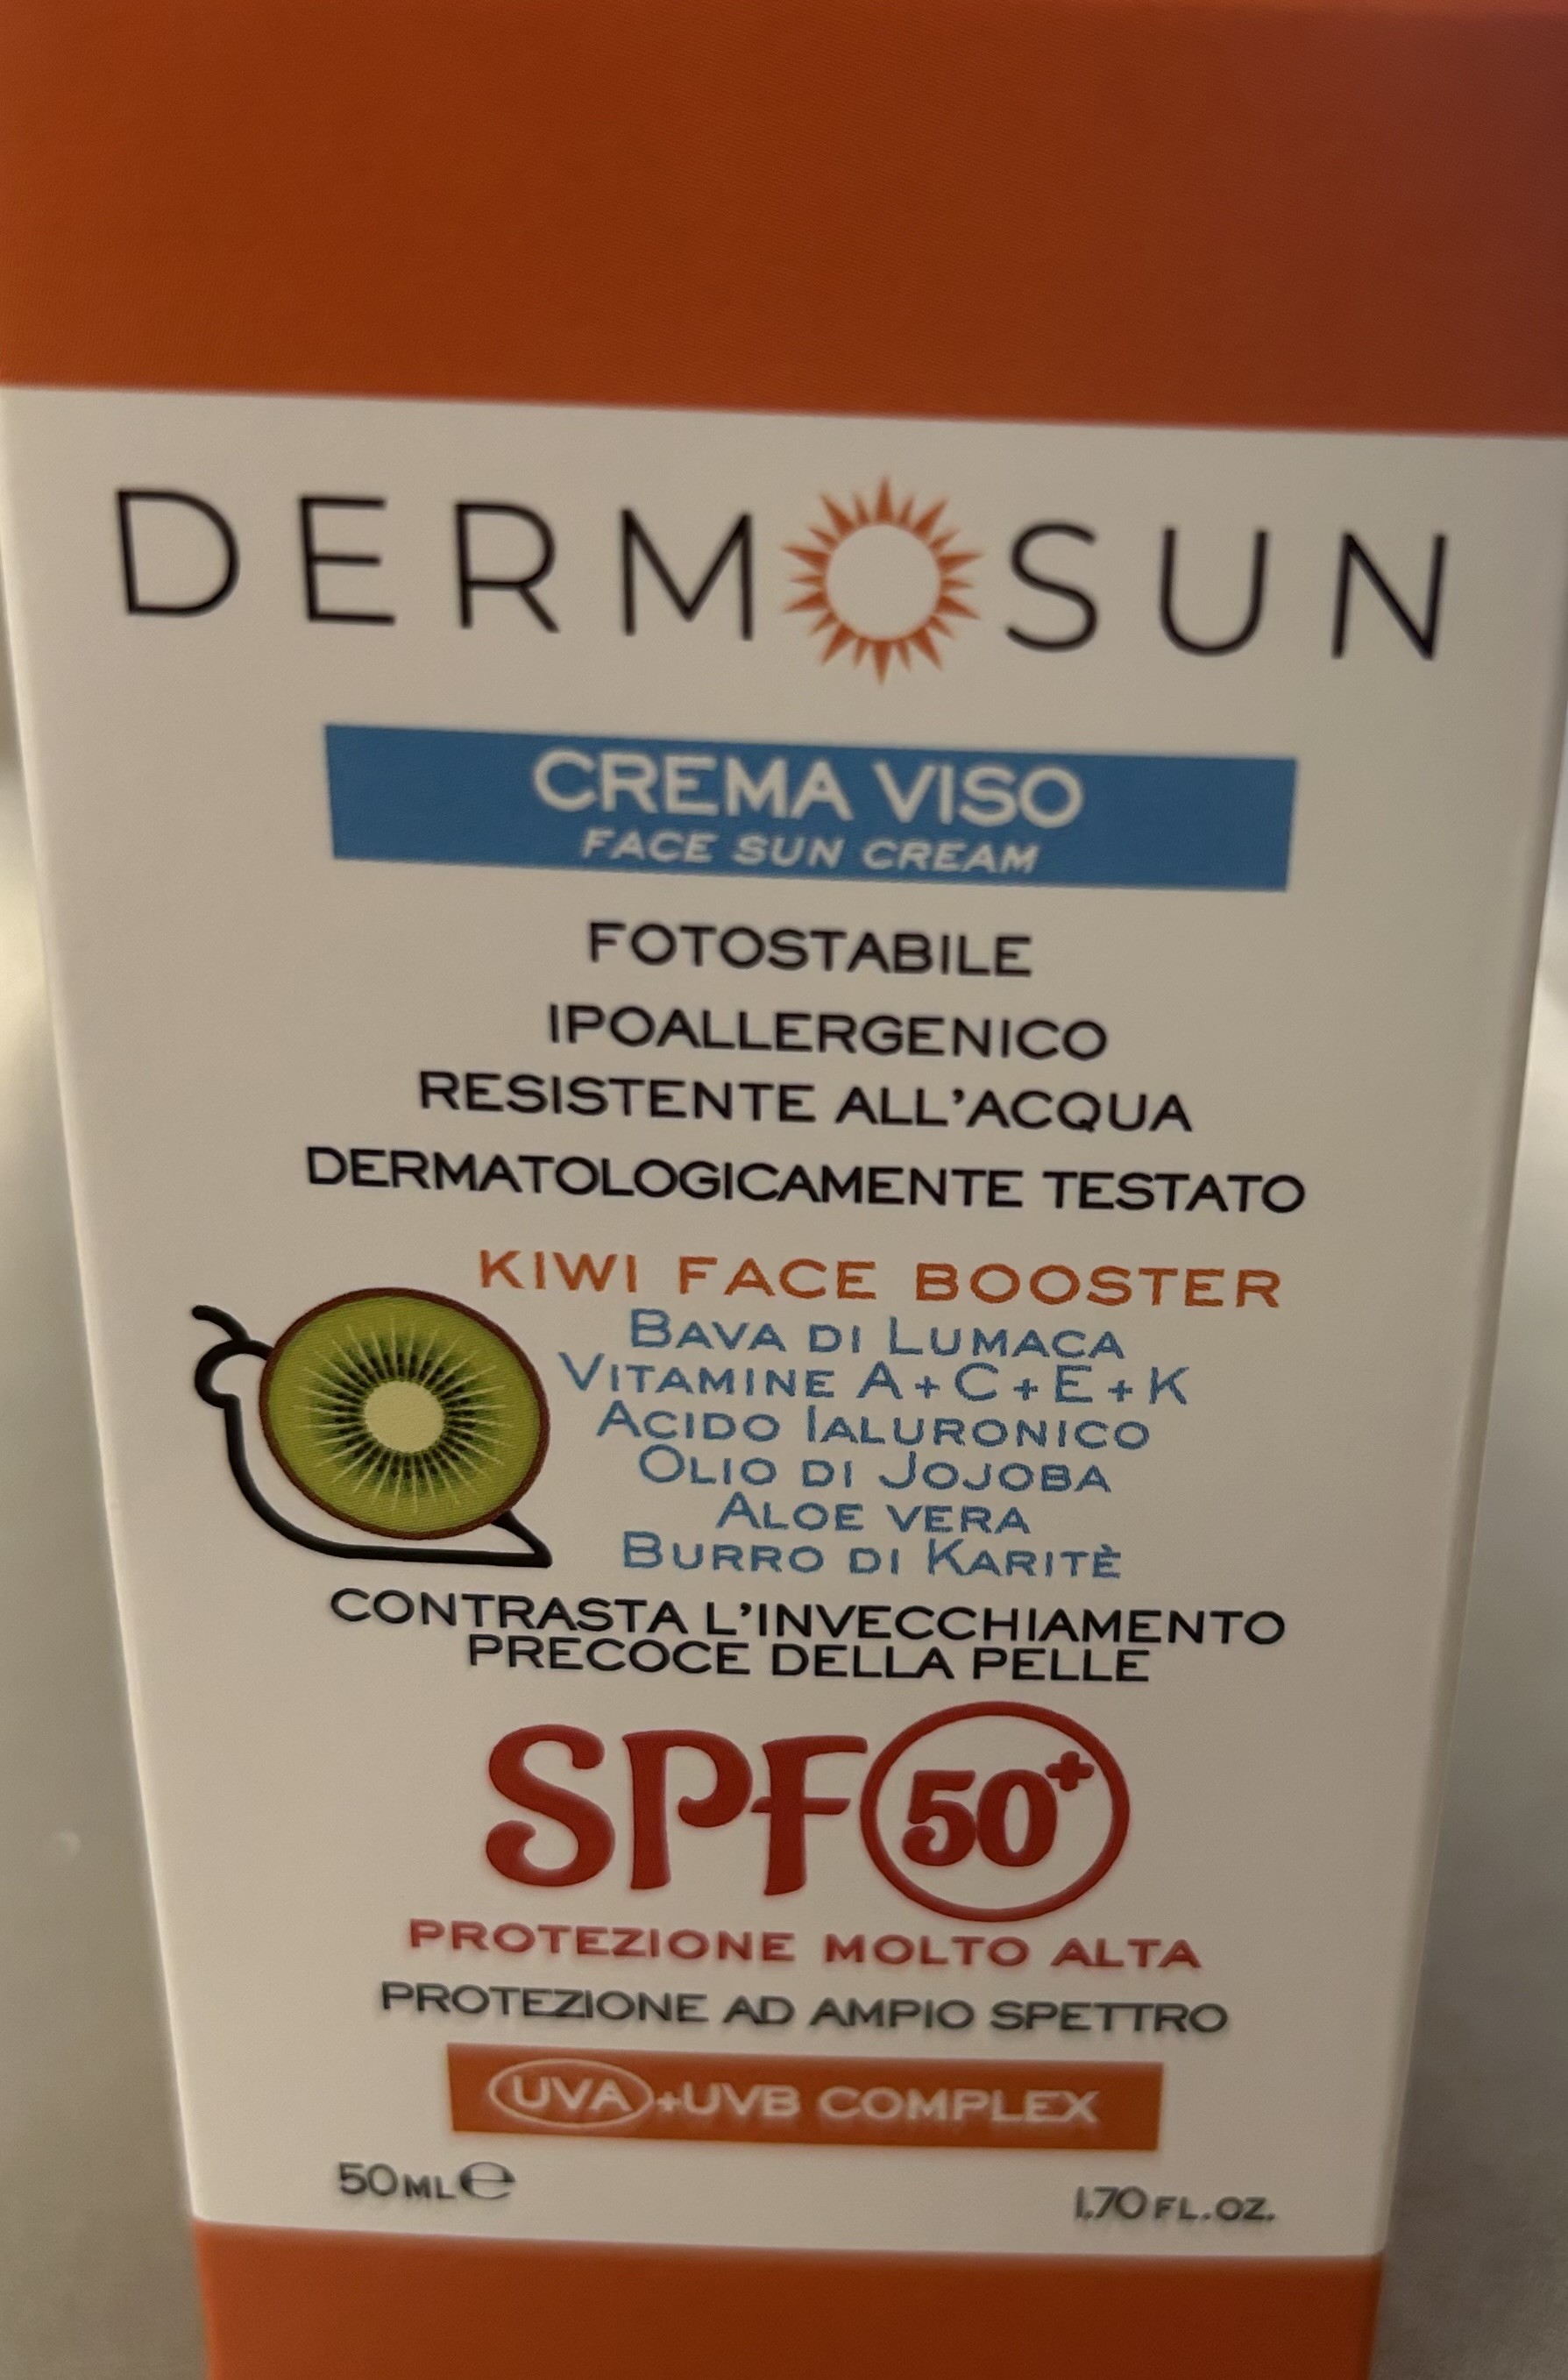 DERMOSUN
CREMA VISO
FACE SUN CREAM
FOTOSTABILE
IPOALLERGENICO
RESISTENTE ALL'ACQUA
DERMATOLOGICAMENTE TESTATO
KIWI FACE BOOSTER
BAVA DI LUMACA
VITAMINE A+C+E+K
ACIDO IALURONICO
OLIO DI JOJOBA
ALOE VERA
BURRO DI KARITÈ
CONTRASTA L'INVECCHIAMENTO
PRECOCE DELLA PELLE
SPF 50+
PROTEZIONE MOLTO ALTA
PROTEZIONE AD AMPIO SPETTRO
UVA+UVB COMPLEX
50ML e
1.70 FL.OZ.